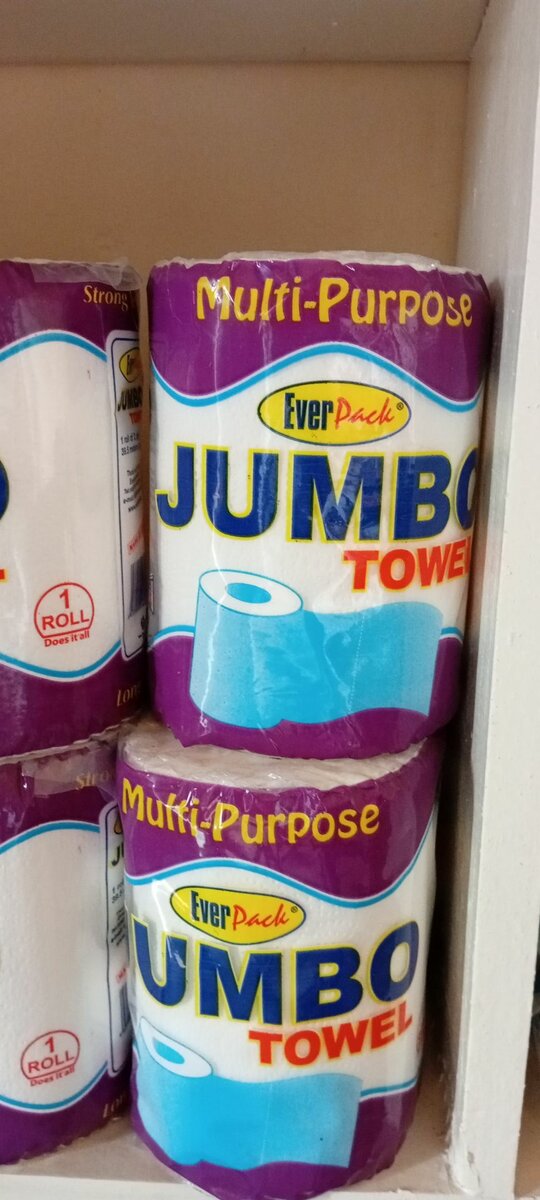 Strong
JUMBO
1
ROLL
Does it all
Multi-Purpose
EverPack®
JUMBO
TOWEL
1
ROLL
Does it all
Multi-Purpose
EverPack®
UMBO
TOWEL